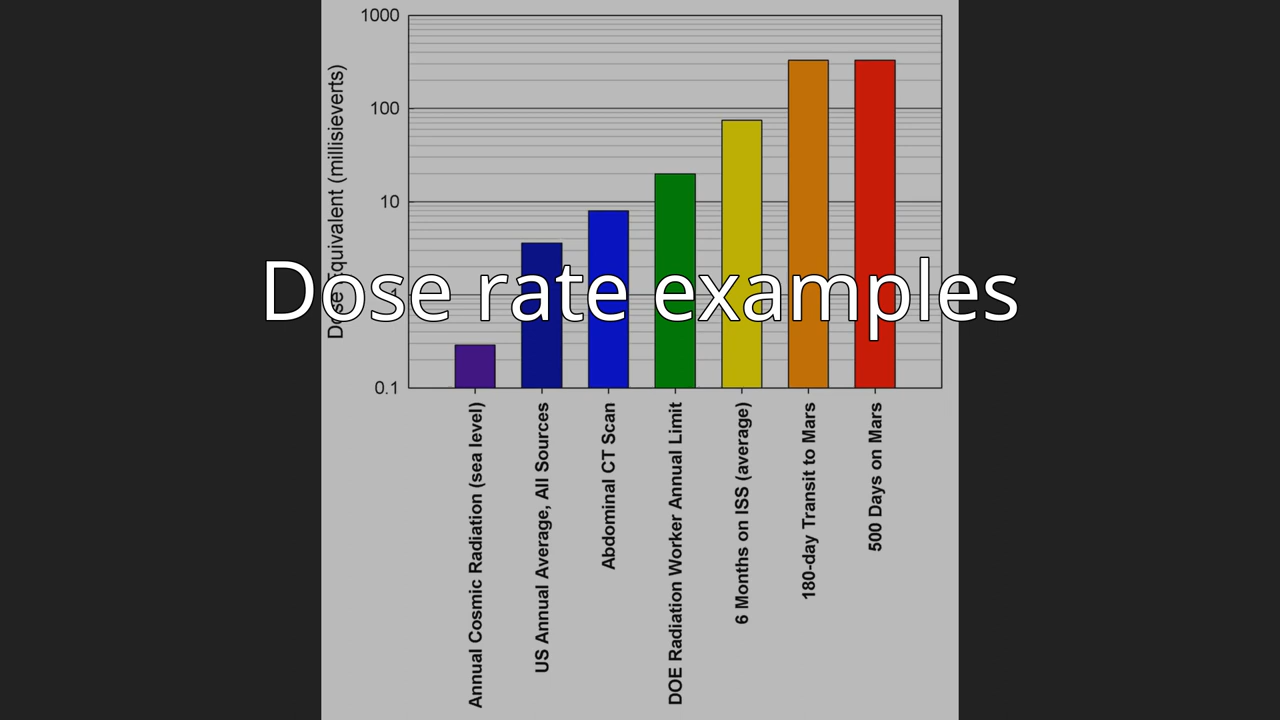 1000
100
10
1
0.1
Dose Equivalent (millisieverts)
Dose rate examples
Annual Cosmic Radiation (sea level)
US Annual Average, All Sources
Abdominal CT Scan
DOE Radiation Worker Annual Limit
6 Months on ISS (average)
180-day Transit to Mars
500 Days on Mars